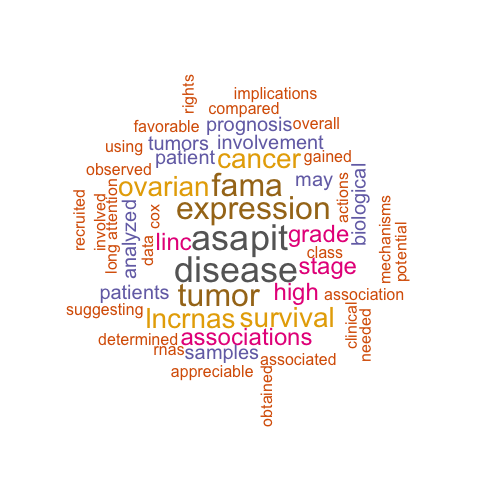 rights
implications
compared
favorable
prognosis
overall
using
tumors
involvement
patient
cancer
gained
observed
ovarian
fama
may
actions
biological
recruited
involved
long attention
analyzed
cox
data
expression
linc
asapit
grade
class
mechanisms
potential
disease
stage
patients
tumor
high
association
suggesting
lncrnas
survival
clinical
needed
determined
associations
rnas
samples
associated
appreciable
obtained